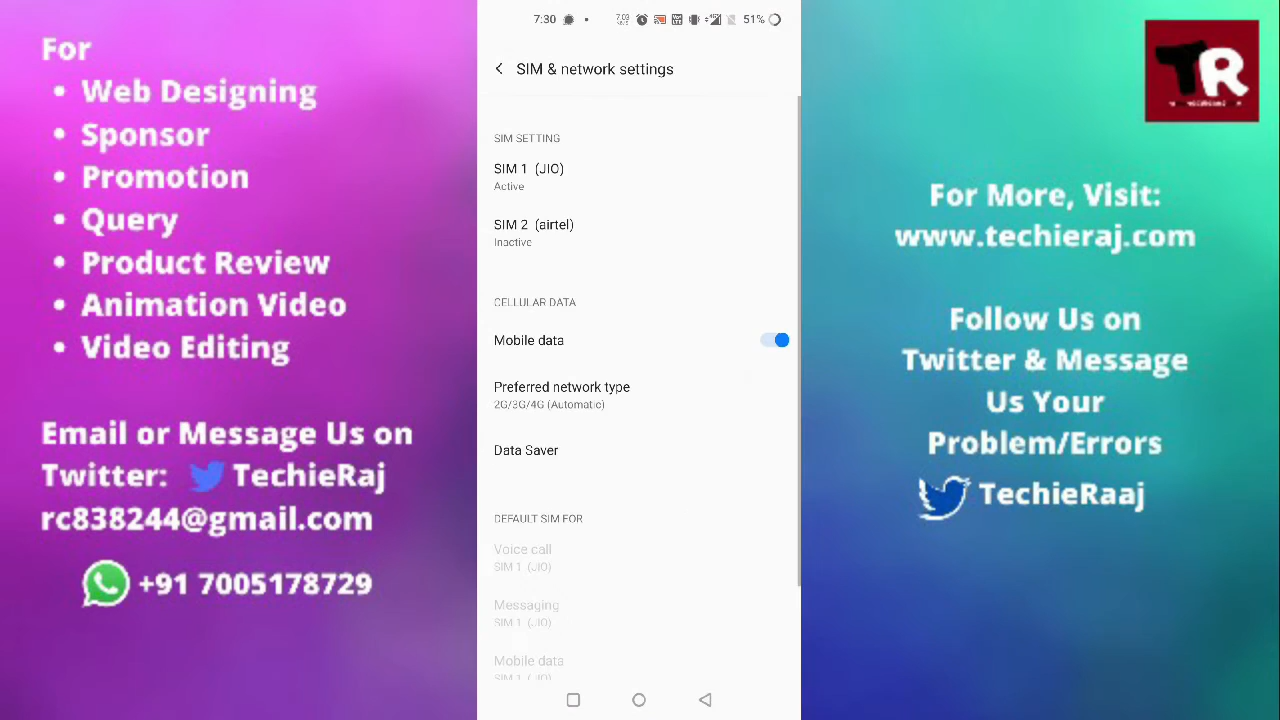 For
• Web Designing
• Sponsor
• Promotion
• Query
• Product Review
• Animation Video
• Video Editing
Email or Message Us on
Twitter: TechieRaj
rc838244@gmail.com
+91 7005178729
7:30
51%
SIM & network settings
SIM SETTING
SIM 1 (JIO)
Active
SIM 2 (airtel)
Inactive
CELLULAR DATA
Mobile data
Preferred network type
2G/3G/4G (Automatic)
Data Saver
DEFAULT SIM FOR
Voice call
SIM 1 (JIO)
Messaging
SIM 1 (JIO)
Mobile data
SIM 1 (JIO)
TR
For More, Visit:
www.techieraj.com
Follow Us on
Twitter & Message
Us Your
Problem/Errors
TechieRaaj